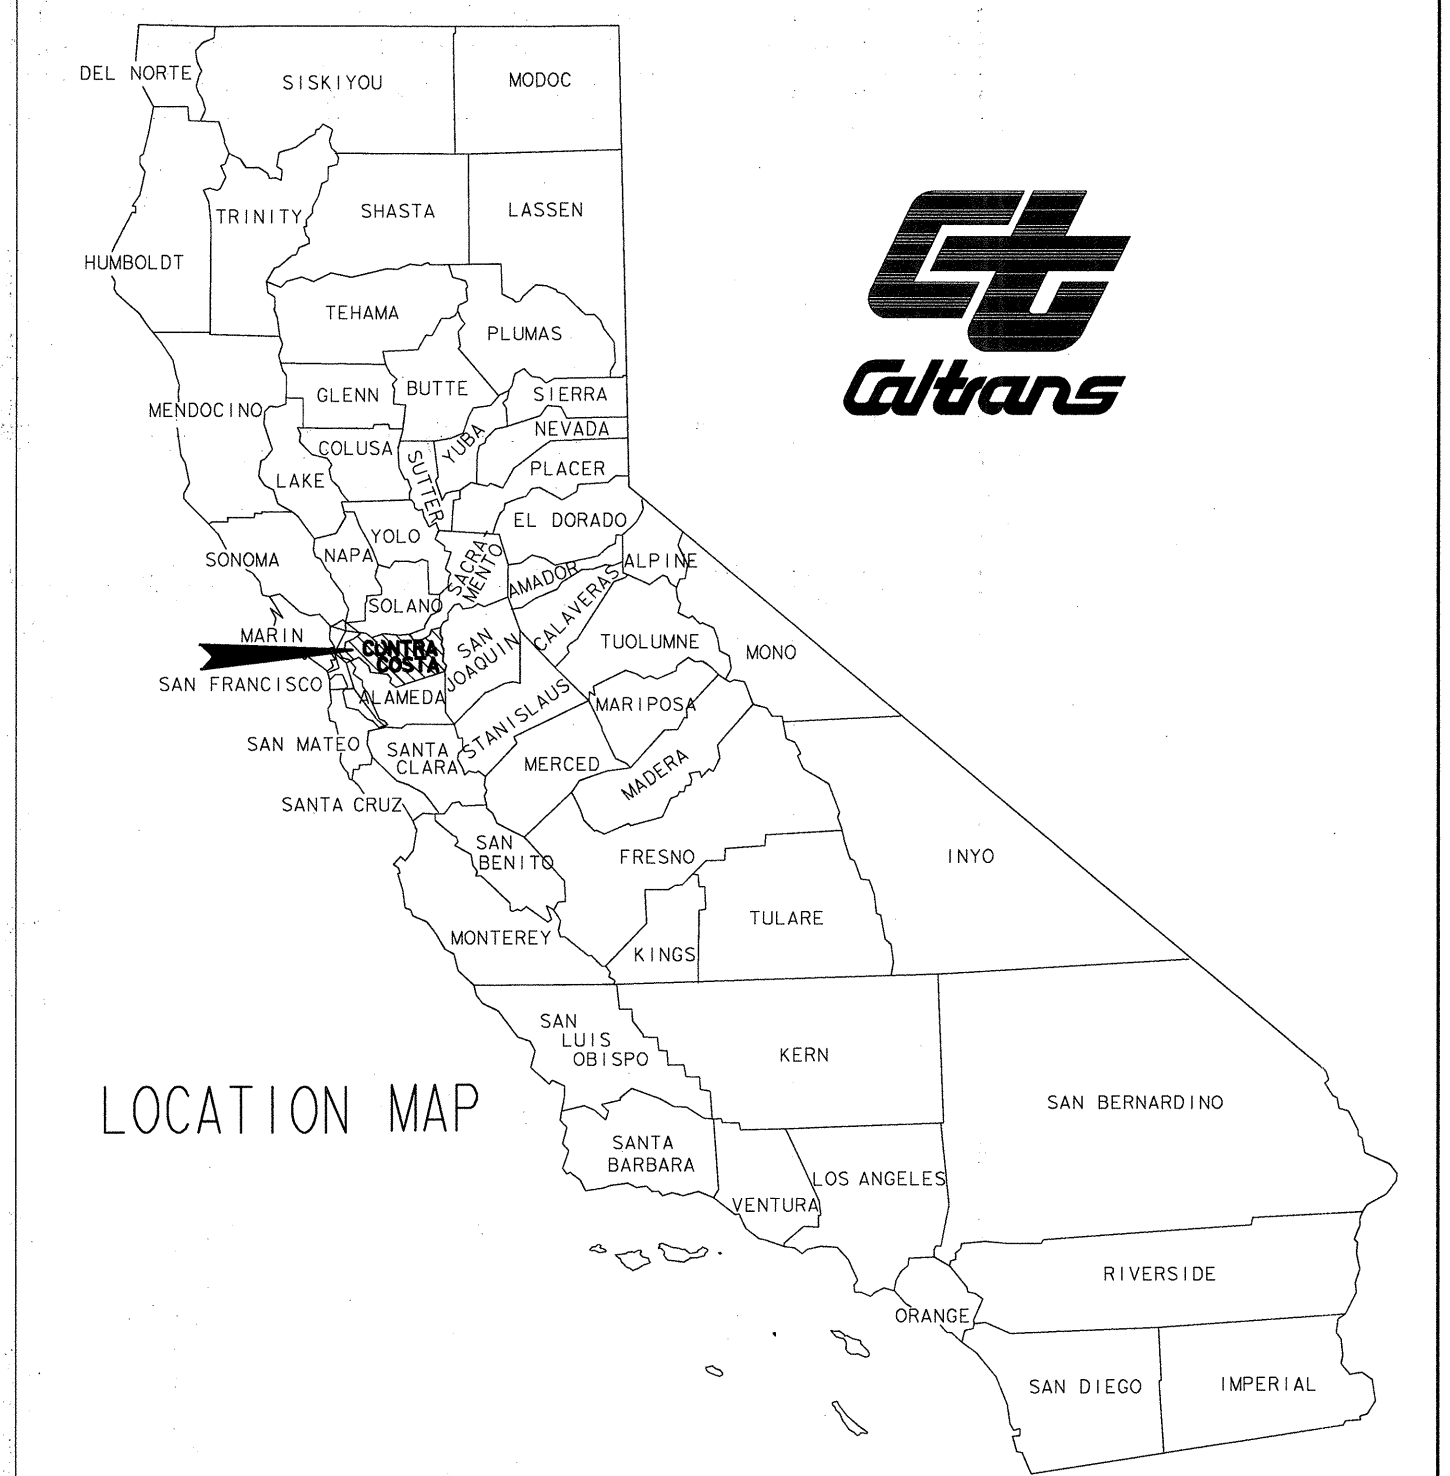 DEL NORTE
SISKIYOU
MODOC
TRINITY
SHASTA
LASSEN
HUMBOLDT
TEHAMA
PLUMAS
Caltrans
GLENN
BUTTE
SIERRA
MENDOCINO
NEVADA
COLUSA
YUBA
SUTTER
PLACER
LAKE
EL DORADO
YOLO
SONOMA
NAPA
SACRA-
MENTO
ALPINE
AMADOR
CALAVERAS
SOLANO
MARIN
CONTRA
COSTA
SAN
JOAQUIN
TUOLUMNE
MONO
SAN FRANCISCO
ALAMEDA
STANISLAUS
MARIPOSA
SAN MATEO
SANTA
CLARA
MERCED
MADERA
SANTA CRUZ
SAN
BENITO
FRESNO
INYO
MONTEREY
KINGS
TULARE
SAN
LUIS
OBISPO
KERN
LOCATION MAP
SAN BERNARDINO
SANTA
BARBARA
VENTURA
LOS ANGELES
RIVERSIDE
ORANGE
SAN DIEGO
IMPERIAL